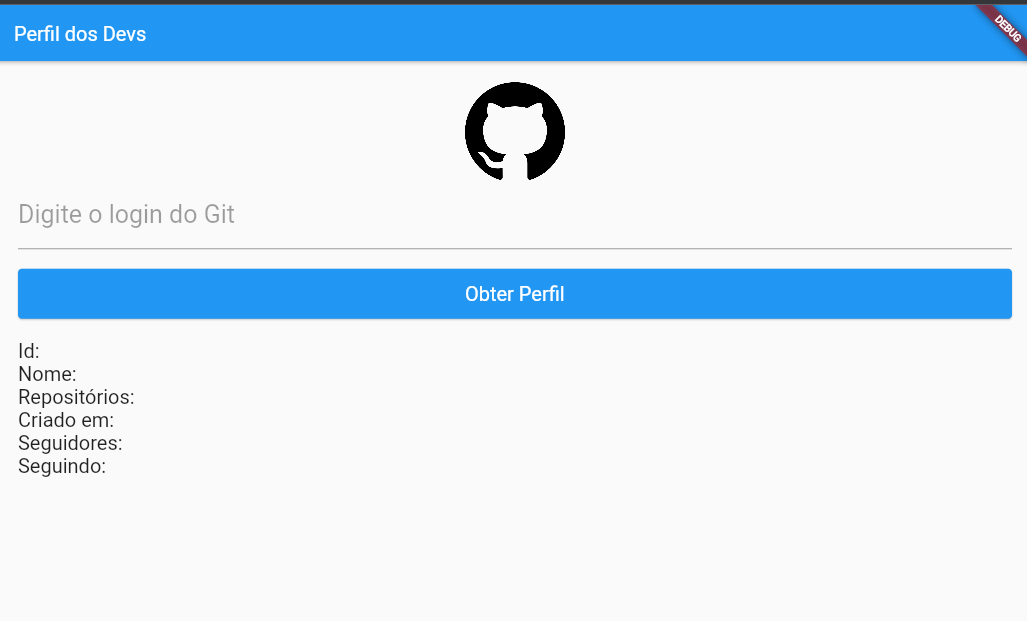 Perfil dos Devs
DEBUG
Digite o login do Git
Obter Perfil
Id:
Nome:
Repositórios:
Criado em:
Seguidores:
Seguindo: